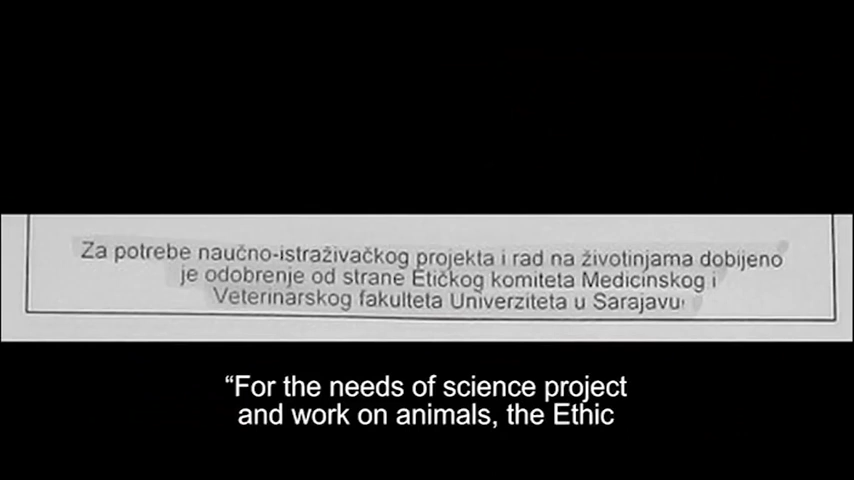 Za potrebe naučno-istraživačkog projekta i rad na životinjama dobijeno
je odobrenje od strane Etičkog komiteta Medicinskog i
Veterinarskog fakulteta Univerziteta u Sarajavu
“For the needs of science project
and work on animals, the Ethic